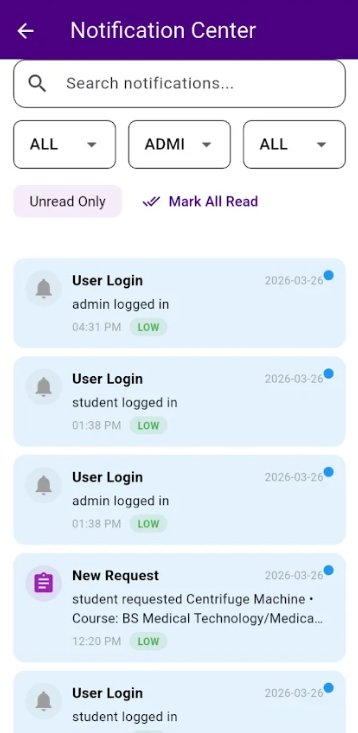 Notification Center
Search notifications...
ALL ADMI ALL
Unread Only Mark All Read
User Login 2026-03-26
admin logged in
04:31 PM LOW
User Login 2026-03-26
student logged in
01:38 PM LOW
User Login 2026-03-26
admin logged in
01:38 PM LOW
New Request 2026-03-26
student requested Centrifuge Machine •
Course: BS Medical Technology/Medica...
12:20 PM LOW
User Login 2026-03-26
student logged in